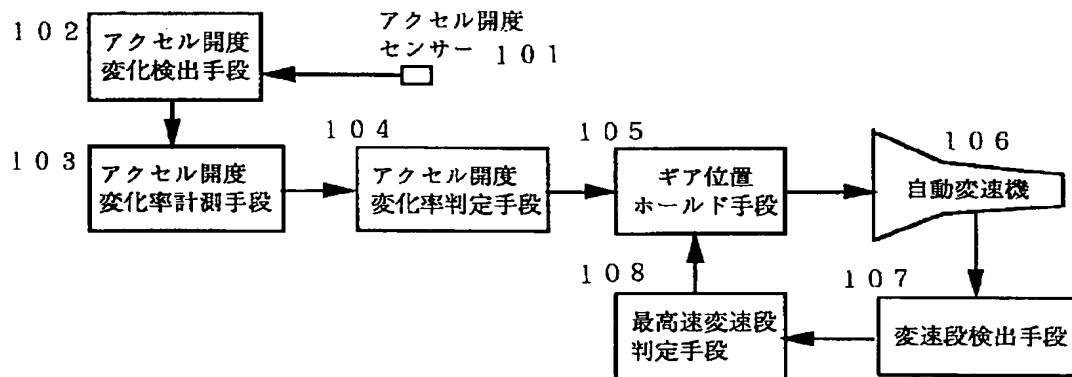 102
アクセル開度
変化検出手段
アクセル開度
センサー 101
103
アクセル開度
変化率計測手段
104
アクセル開度
変化率判定手段
105
ギア位置
ホールド手段
106
自動変速機
107
変速段検出手段
108
最高速変速段
判定手段